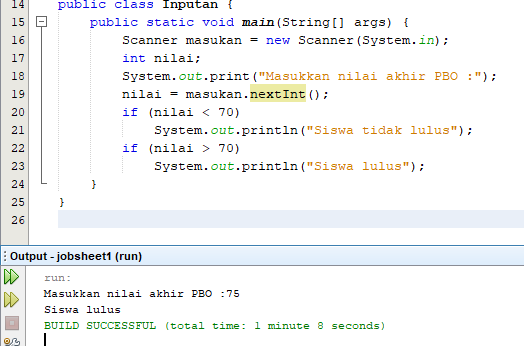 14 public class Inputan {
15 public static void main(String[] args) {
16 Scanner masukan = new Scanner(System.in);
17 int nilai;
18 System.out.print("Masukkan nilai akhir PBO :");
19 nilai = masukan.nextInt();
20 if (nilai < 70)
21 System.out.println("Siswa tidak lulus");
22 if (nilai > 70)
23 System.out.println("Siswa lulus");
24 }
25 }
26
Output - jobsheet1 (run)
run:
Masukkan nilai akhir PBO :75
Siswa lulus
BUILD SUCCESSFUL (total time: 1 minute 8 seconds)